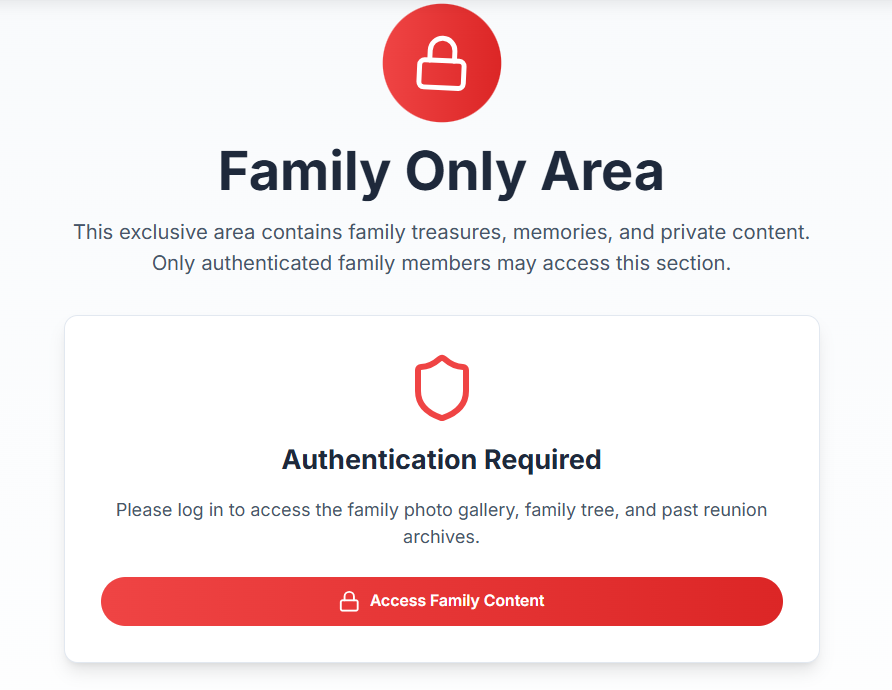 Family Only Area
This exclusive area contains family treasures, memories, and private content.
Only authenticated family members may access this section.
Authentication Required
Please log in to access the family photo gallery, family tree, and past reunion
archives.
Access Family Content